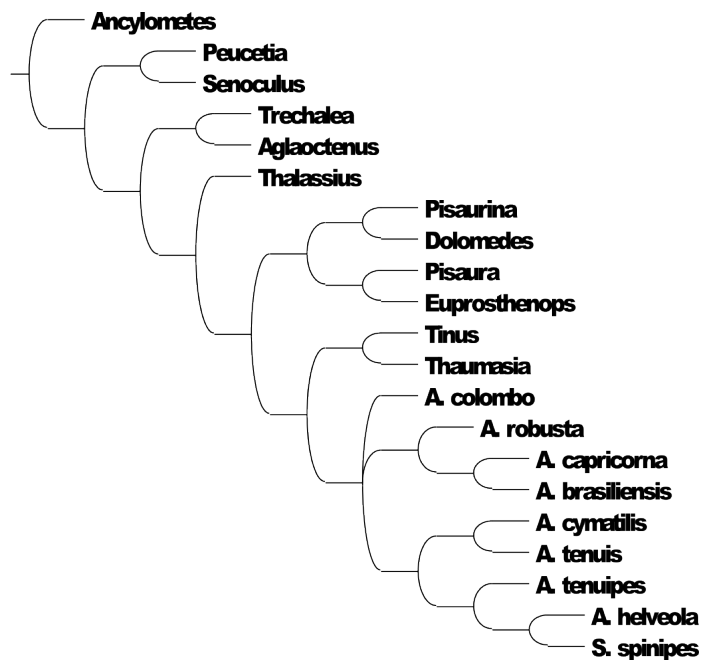 Ancylometes
Peucetia
Senoculus
Trechalea
Aglaoctenus
Thalassius
Pisaurina
Dolomedes
Pisaura
Euprosthenops
Tinus
Thaumasia
A. colombo
A. robusta
A. capricorna
A. brasiliensis
A. cymatilis
A. tenuis
A. tenuipes
A. helveola
S. spinipes